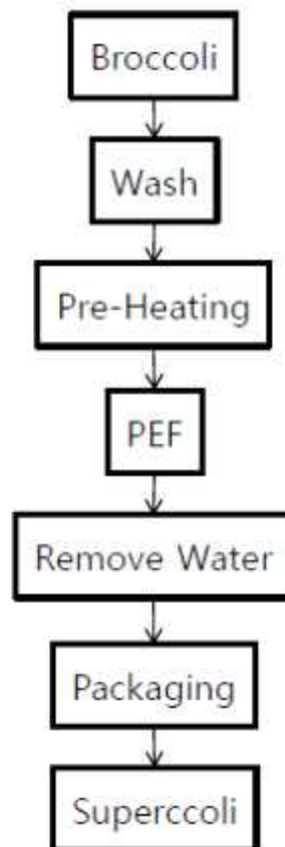 Broccoli
Wash
Pre-Heating
PEF
Remove Water
Packaging
Superccoli